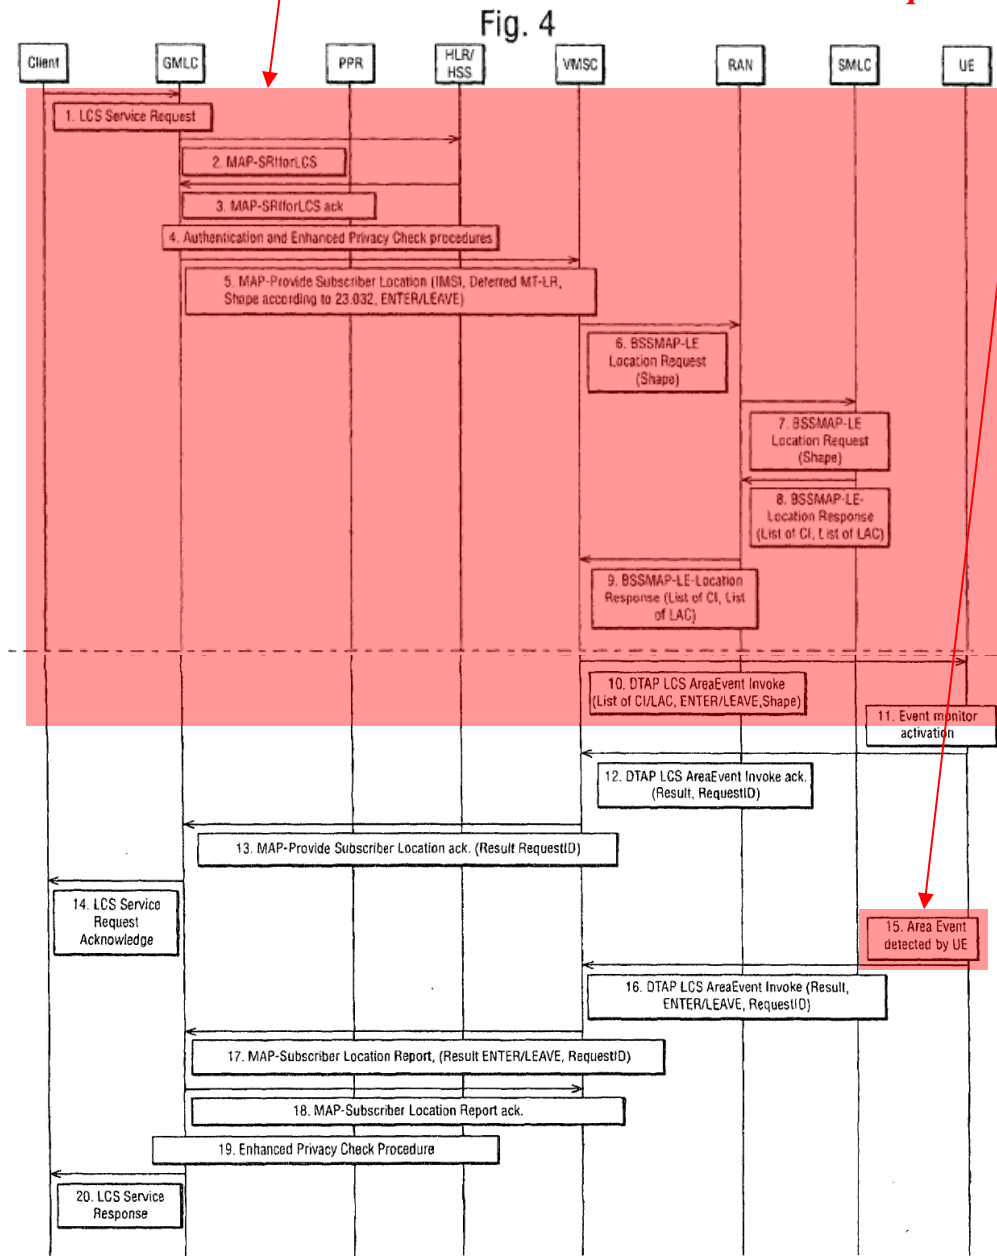 Fig. 4
Client
GMLC
PPR
HLR/
HSS
VMSC
RAN
SMLC
UE
1. LCS Service Request
2. MAP-SRIforLCS
3. MAP-SRIforLCS ack
4. Authentication and Enhanced Privacy Check procedures
5. MAP-Provide Subscriber Location (IMSI, Deferred MT-LR,
Shape according to 23.032, ENTER/LEAVE)
6. BSSMAP-LE
Location Request
(Shape)
7. BSSMAP-LE
Location Request
(Shape)
8. BSSMAP-LE-
Location Response
(List of CI, List of LAC)
9. BSSMAP-LE-Location
Response (List of CI, List
of LAC)
10. DTAP LCS AreaEvent Invoke
(List of CI/LAC, ENTER/LEAVE,Shape)
11. Event monitor
activation
12. DTAP LCS AreaEvent Invoke ack.
(Result, RequestID)
13. MAP-Provide Subscriber Location ack. (Result RequestID)
14. LCS Service
Request
Acknowledge
15. Area Event
detected by UE
16. DTAP LCS AreaEvent Invoke (Result,
ENTER/LEAVE, RequestID)
17. MAP-Subscriber Location Report, (Result ENTER/LEAVE, RequestID)
18. MAP-Subscriber Location Report ack.
19. Enhanced Privacy Check Procedure
20. LCS Service
Response